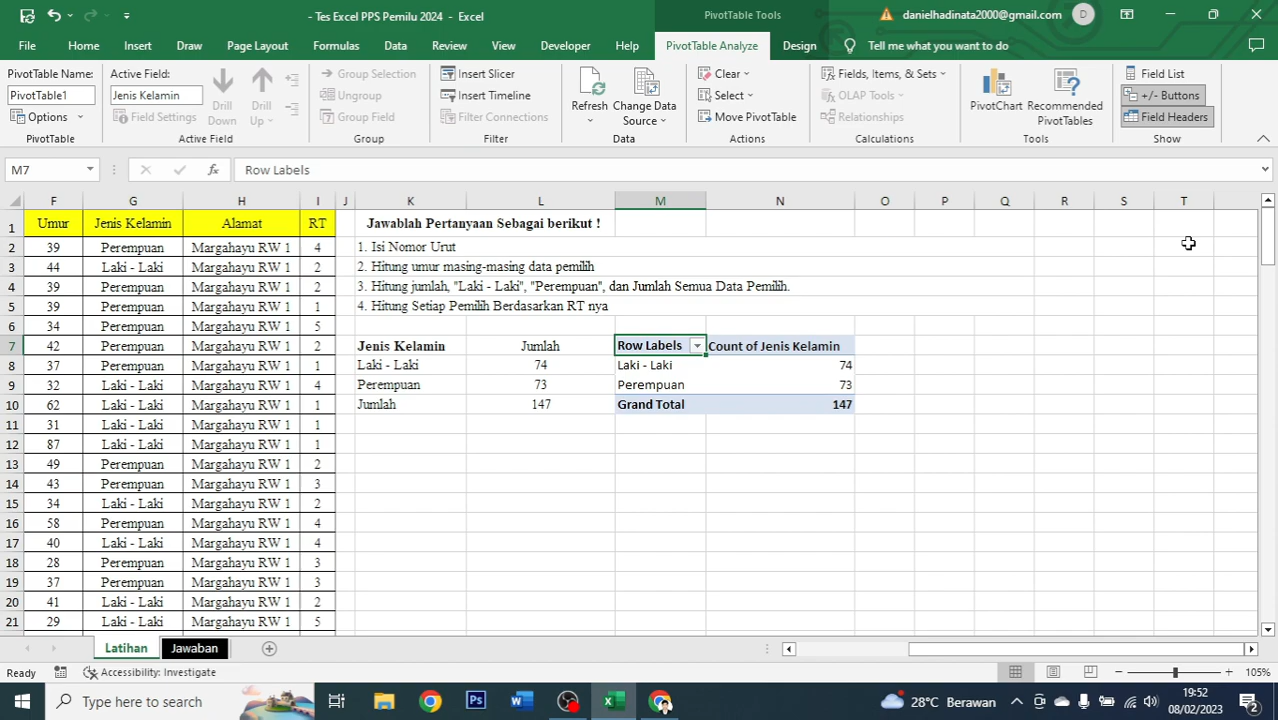 - Tes Excel PPS Pemilu 2024 - Excel
PivotTable Tools
danielhadinata2000@gmail.com
D
File Home Insert Draw Page Layout Formulas Data Review View Developer Help PivotTable Analyze Design Tell me what you want to do
PivotTable Name:
PivotTable1
Options
PivotTable
Active Field:
Jenis Kelamin
Field Settings
Drill Down
Drill Up
Active Field
Group Selection
Ungroup
Group Field
Group
Insert Slicer
Insert Timeline
Filter Connections
Filter
Refresh
Change Data Source
Data
Clear
Select
Move PivotTable
Actions
Fields, Items, & Sets
OLAP Tools
Relationships
Calculations
PivotChart
Recommended PivotTables
Tools
Field List
+/- Buttons
Field Headers
Show
M7
fx
Row Labels
F G H I J K L M N O P Q R S T
1 Umur Jenis Kelamin Alamat RT Jawablah Pertanyaan Sebagai berikut !
2 39 Perempuan Margahayu RW 1 4 1. Isi Nomor Urut
3 44 Laki - Laki Margahayu RW 1 2 2. Hitung umur masing-masing data pemilih
4 39 Perempuan Margahayu RW 1 2 3. Hitung jumlah, "Laki - Laki", "Perempuan", dan Jumlah Semua Data Pemilih.
5 39 Perempuan Margahayu RW 1 1 4. Hitung Setiap Pemilih Berdasarkan RT nya
6 34 Perempuan Margahayu RW 1 5
7 42 Perempuan Margahayu RW 1 2 Jenis Kelamin Jumlah Row Labels Count of Jenis Kelamin
8 37 Perempuan Margahayu RW 1 1 Laki - Laki 74 Laki - Laki 74
9 32 Laki - Laki Margahayu RW 1 4 Perempuan 73 Perempuan 73
10 62 Laki - Laki Margahayu RW 1 1 Jumlah 147 Grand Total 147
11 31 Laki - Laki Margahayu RW 1 1
12 87 Laki - Laki Margahayu RW 1 1
13 49 Perempuan Margahayu RW 1 2
14 43 Perempuan Margahayu RW 1 3
15 34 Laki - Laki Margahayu RW 1 2
16 58 Perempuan Margahayu RW 1 4
17 40 Laki - Laki Margahayu RW 1 4
18 28 Perempuan Margahayu RW 1 3
19 37 Perempuan Margahayu RW 1 3
20 41 Laki - Laki Margahayu RW 1 2
21 29 Laki - Laki Margahayu RW 1 5
Latihan Jawaban
Ready Accessibility: Investigate 105%
Type here to search
Ps
28°C Berawan
19:52
08/02/2023
2